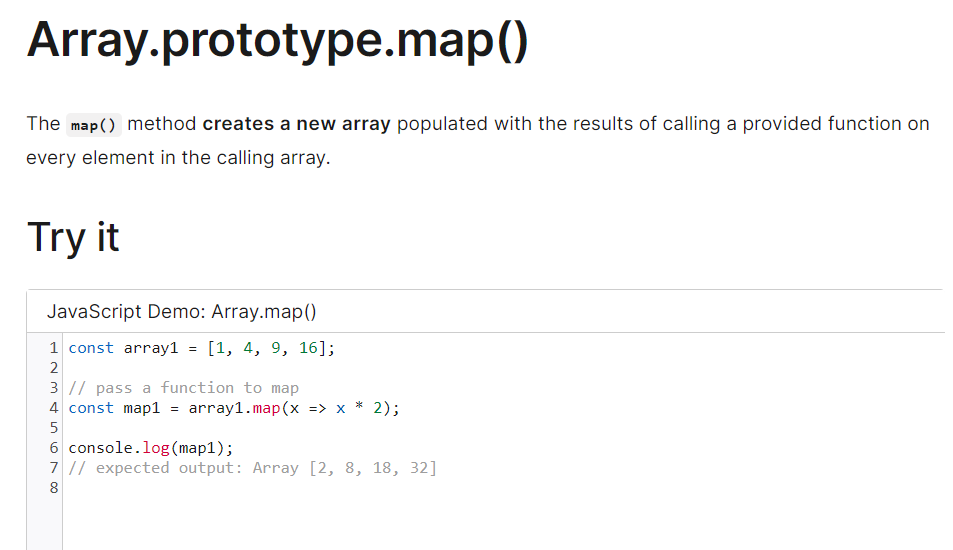 Array.prototype.map()
The map() method creates a new array populated with the results of calling a provided function on
every element in the calling array.
Try it
JavaScript Demo: Array.map()
1 const array1 = [1, 4, 9, 16];
2
3 // pass a function to map
4 const map1 = array1.map(x => x * 2);
5
6 console.log(map1);
7 // expected output: Array [2, 8, 18, 32]
8